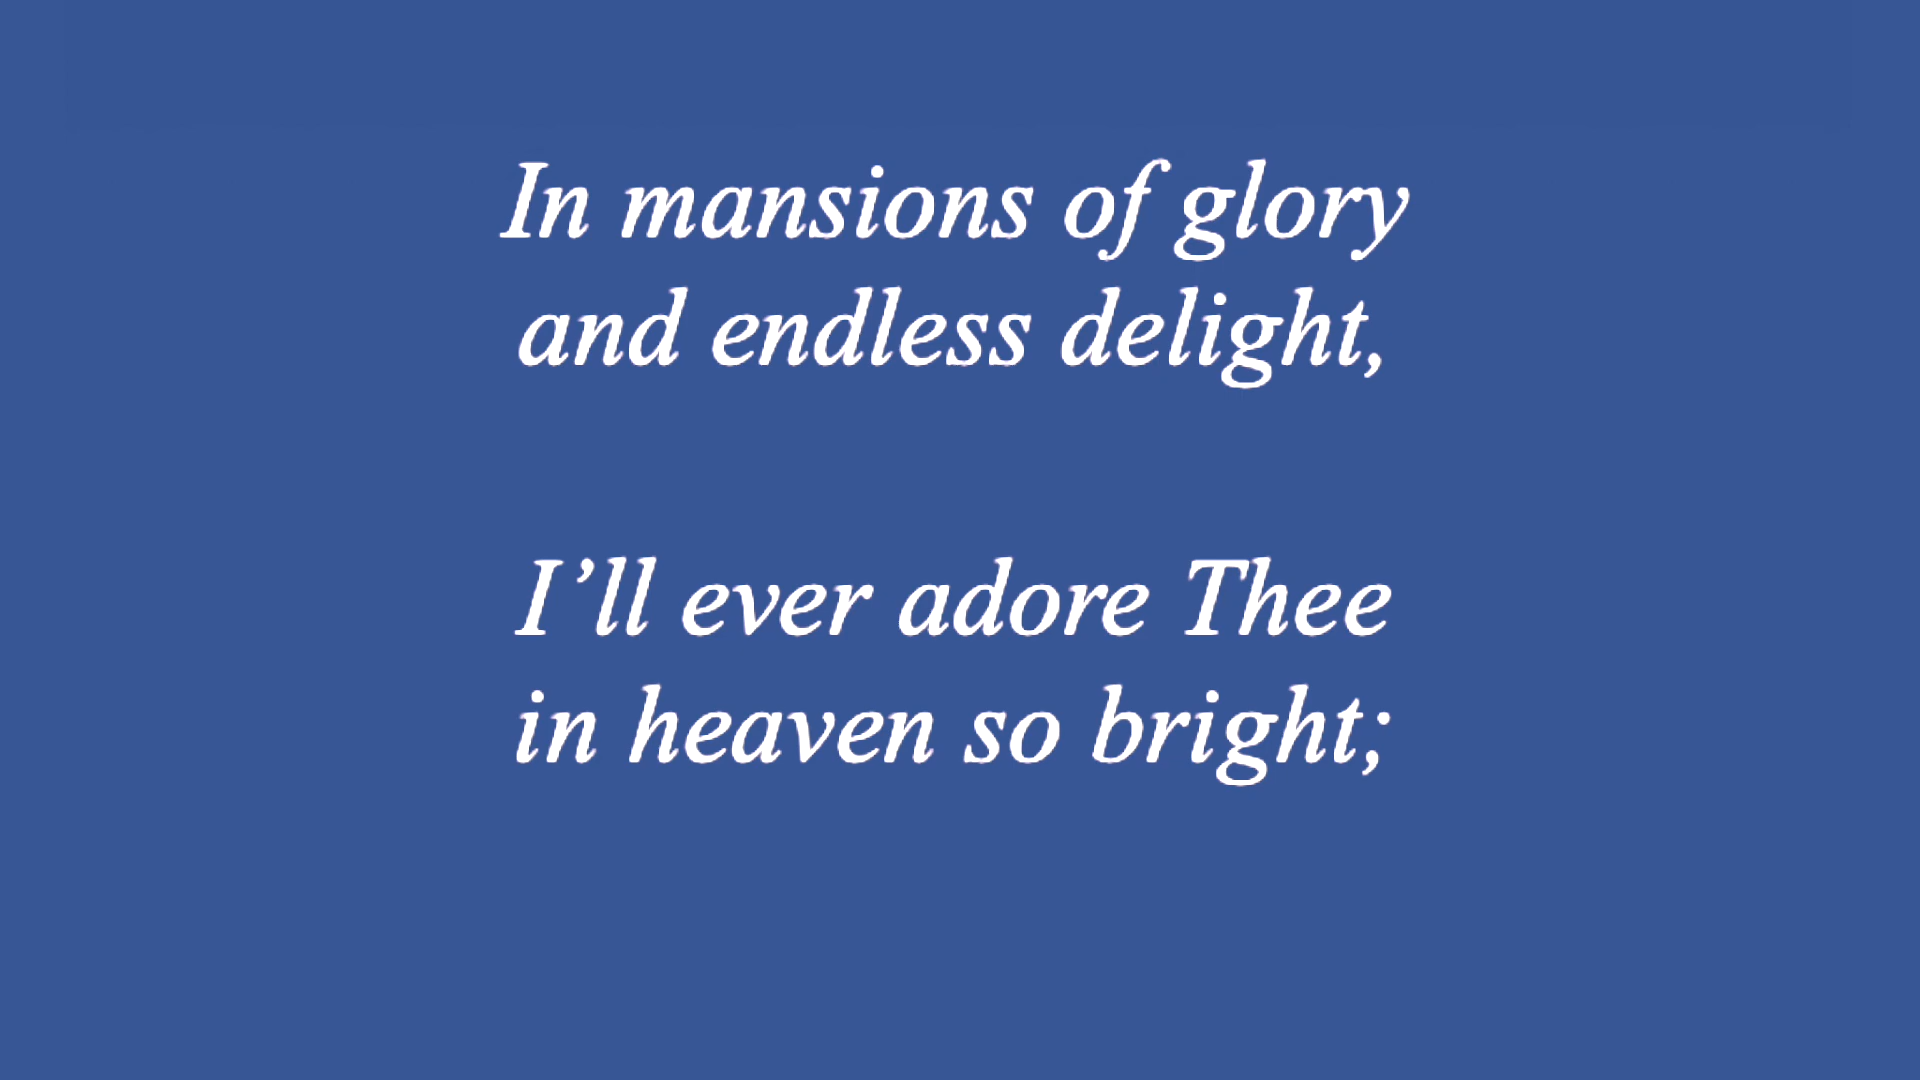 In mansions of glory
and endless delight,
I’ll ever adore Thee
in heaven so bright;